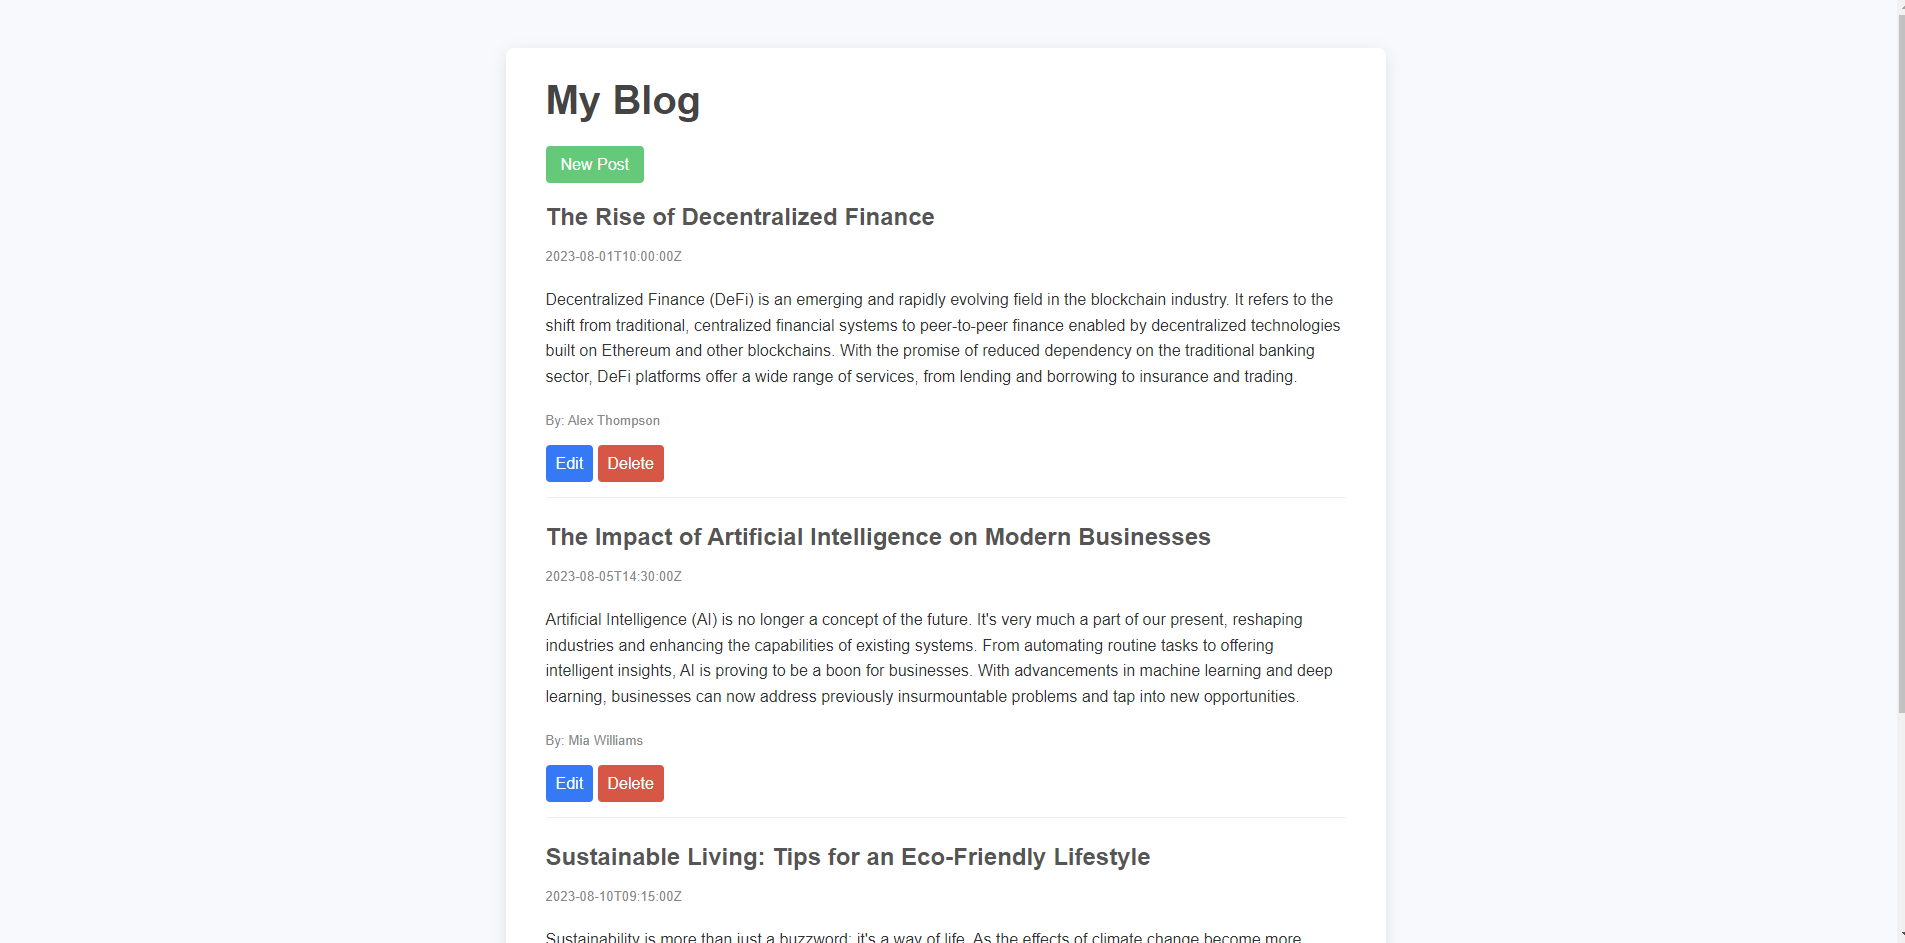 My Blog
New Post
The Rise of Decentralized Finance
2023-08-01T10:00:00Z
Decentralized Finance (DeFi) is an emerging and rapidly evolving field in the blockchain industry. It refers to the
shift from traditional, centralized financial systems to peer-to-peer finance enabled by decentralized technologies
built on Ethereum and other blockchains. With the promise of reduced dependency on the traditional banking
sector, DeFi platforms offer a wide range of services, from lending and borrowing to insurance and trading.
By: Alex Thompson
Edit Delete
The Impact of Artificial Intelligence on Modern Businesses
2023-08-05T14:30:00Z
Artificial Intelligence (AI) is no longer a concept of the future. It's very much a part of our present, reshaping
industries and enhancing the capabilities of existing systems. From automating routine tasks to offering
intelligent insights, AI is proving to be a boon for businesses. With advancements in machine learning and deep
learning, businesses can now address previously insurmountable problems and tap into new opportunities.
By: Mia Williams
Edit Delete
Sustainable Living: Tips for an Eco-Friendly Lifestyle
2023-08-10T09:15:00Z
Sustainability is more than just a buzzword; it's a way of life. As the effects of climate change become more